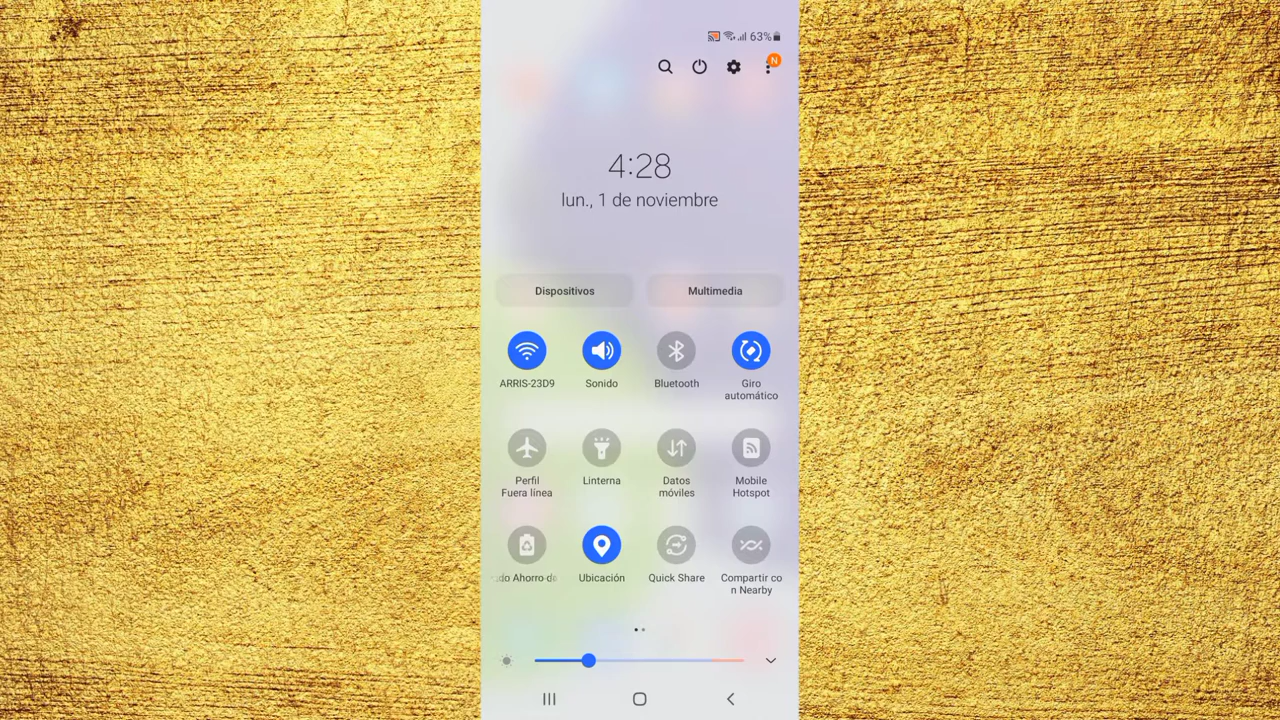 63%
N
4:28
lun., 1 de noviembre
Dispositivos
Multimedia
ARRIS-23D9
Sonido
Bluetooth
Giro
automático
Perfil
Fuera línea
Linterna
Datos
móviles
Mobile
Hotspot
do Ahorro de
Ubicación
Quick Share
Compartir co
n Nearby